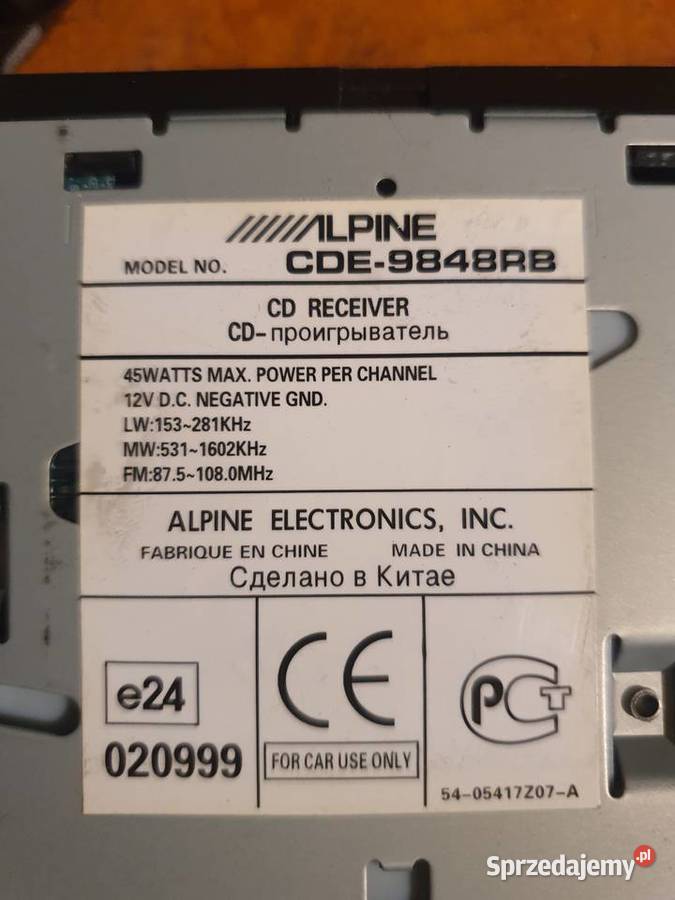 ALPINE
MODEL NO. CDE-9848RB
CD RECEIVER
CD-проигрыватель
45WATTS MAX. POWER PER CHANNEL
12V D.C. NEGATIVE GND.
LW:153~281KHz
MW:531~1602KHz
FM:87.5~108.0MHz
ALPINE ELECTRONICS, INC.
FABRIQUE EN CHINE MADE IN CHINA
Сделано в Китае
e24
020999
CE
FOR CAR USE ONLY
РСТ
54-05417Z07-A
Sprzedajemy.pl